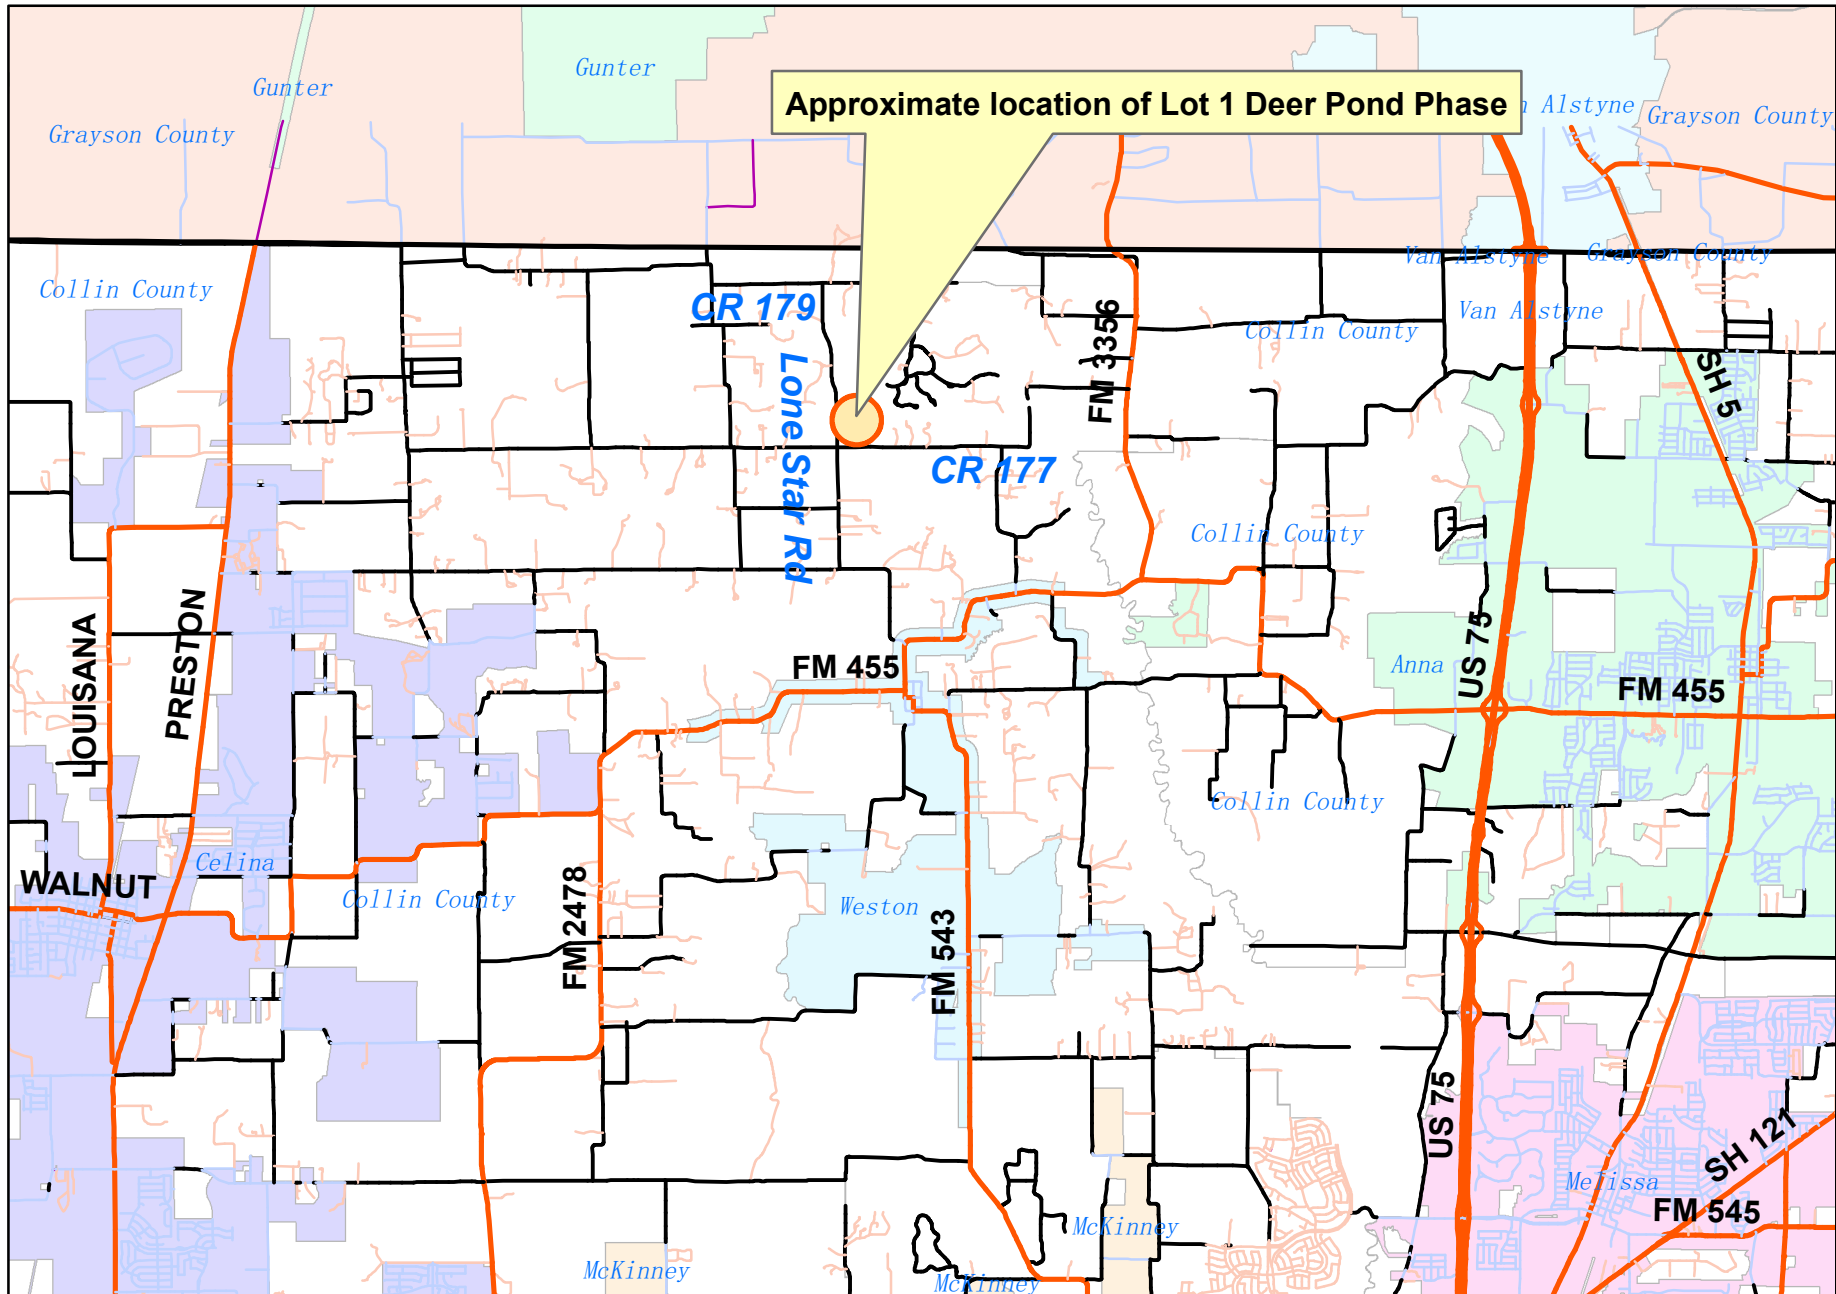 Gunter
Gunter
Approximate location of Lot 1 Deer Pond Phase
Alstyne
Grayson County
Grayson County
Van Alstyne
Grayson County
Collin County
CR 179
Van Alstyne
Collin County
FM 3356
SH 5
Lone Star Rd
CR 177
Collin County
LOUISANA
PRESTON
FM 455
Anna
US 75
FM 455
Collin County
Celina
WALNUT
Collin County
FM 2478
Weston
FM 543
US 75
SH 121
Melissa
FM 545
McKinney
McKinney
McKinney